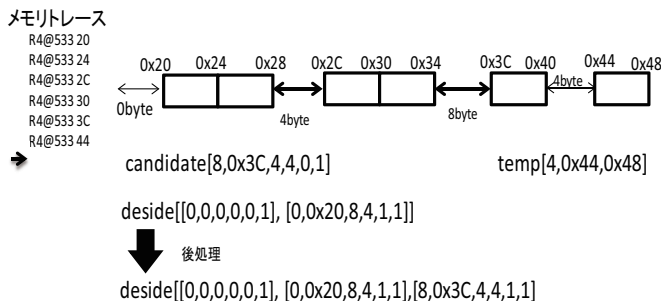 メモリトレース
R4@533 20
R4@533 24
R4@533 2C
R4@533 30
R4@533 3C
R4@533 44
0x20 0x24 0x28 0x2C 0x30 0x34 0x3C 0x40 0x44 0x48
0byte 4byte 8byte 4byte
candidate[8,0x3C,4,4,0,1] temp[4,0x44,0x48]
deside[[0,0,0,0,0,1], [0,0x20,8,4,1,1]]
後処理
deside[[0,0,0,0,0,1], [0,0x20,8,4,1,1],[8,0x3C,4,4,1,1]